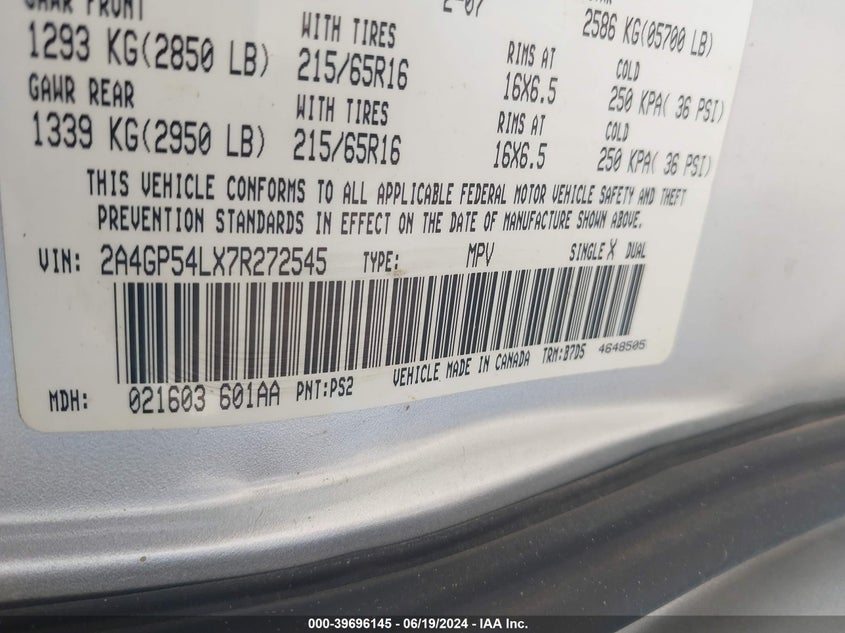 GAWR FRONT WITH TIRES 2-07 2586 KG(05700 LB)
1293 KG(2850 LB) 215/65R16 RIMS AT 16X6.5 COLD 250 KPA( 36 PSI)
GAWR REAR WITH TIRES RIMS AT COLD
1339 KG(2950 LB) 215/65R16 16X6.5 250 KPA( 36 PSI)
THIS VEHICLE CONFORMS TO ALL APPLICABLE FEDERAL MOTOR VEHICLE SAFETY AND THEFT
PREVENTION STANDARDS IN EFFECT ON THE DATE OF MANUFACTURE SHOWN ABOVE.
VIN: 2A4GP54LX7R272545 TYPE: MPV SINGLE X DUAL
MDH: 021603 601AA PNT:PS2 VEHICLE MADE IN CANADA TRM:B7D5 4648505
000-39696145 - 06/19/2024 - IAA Inc.